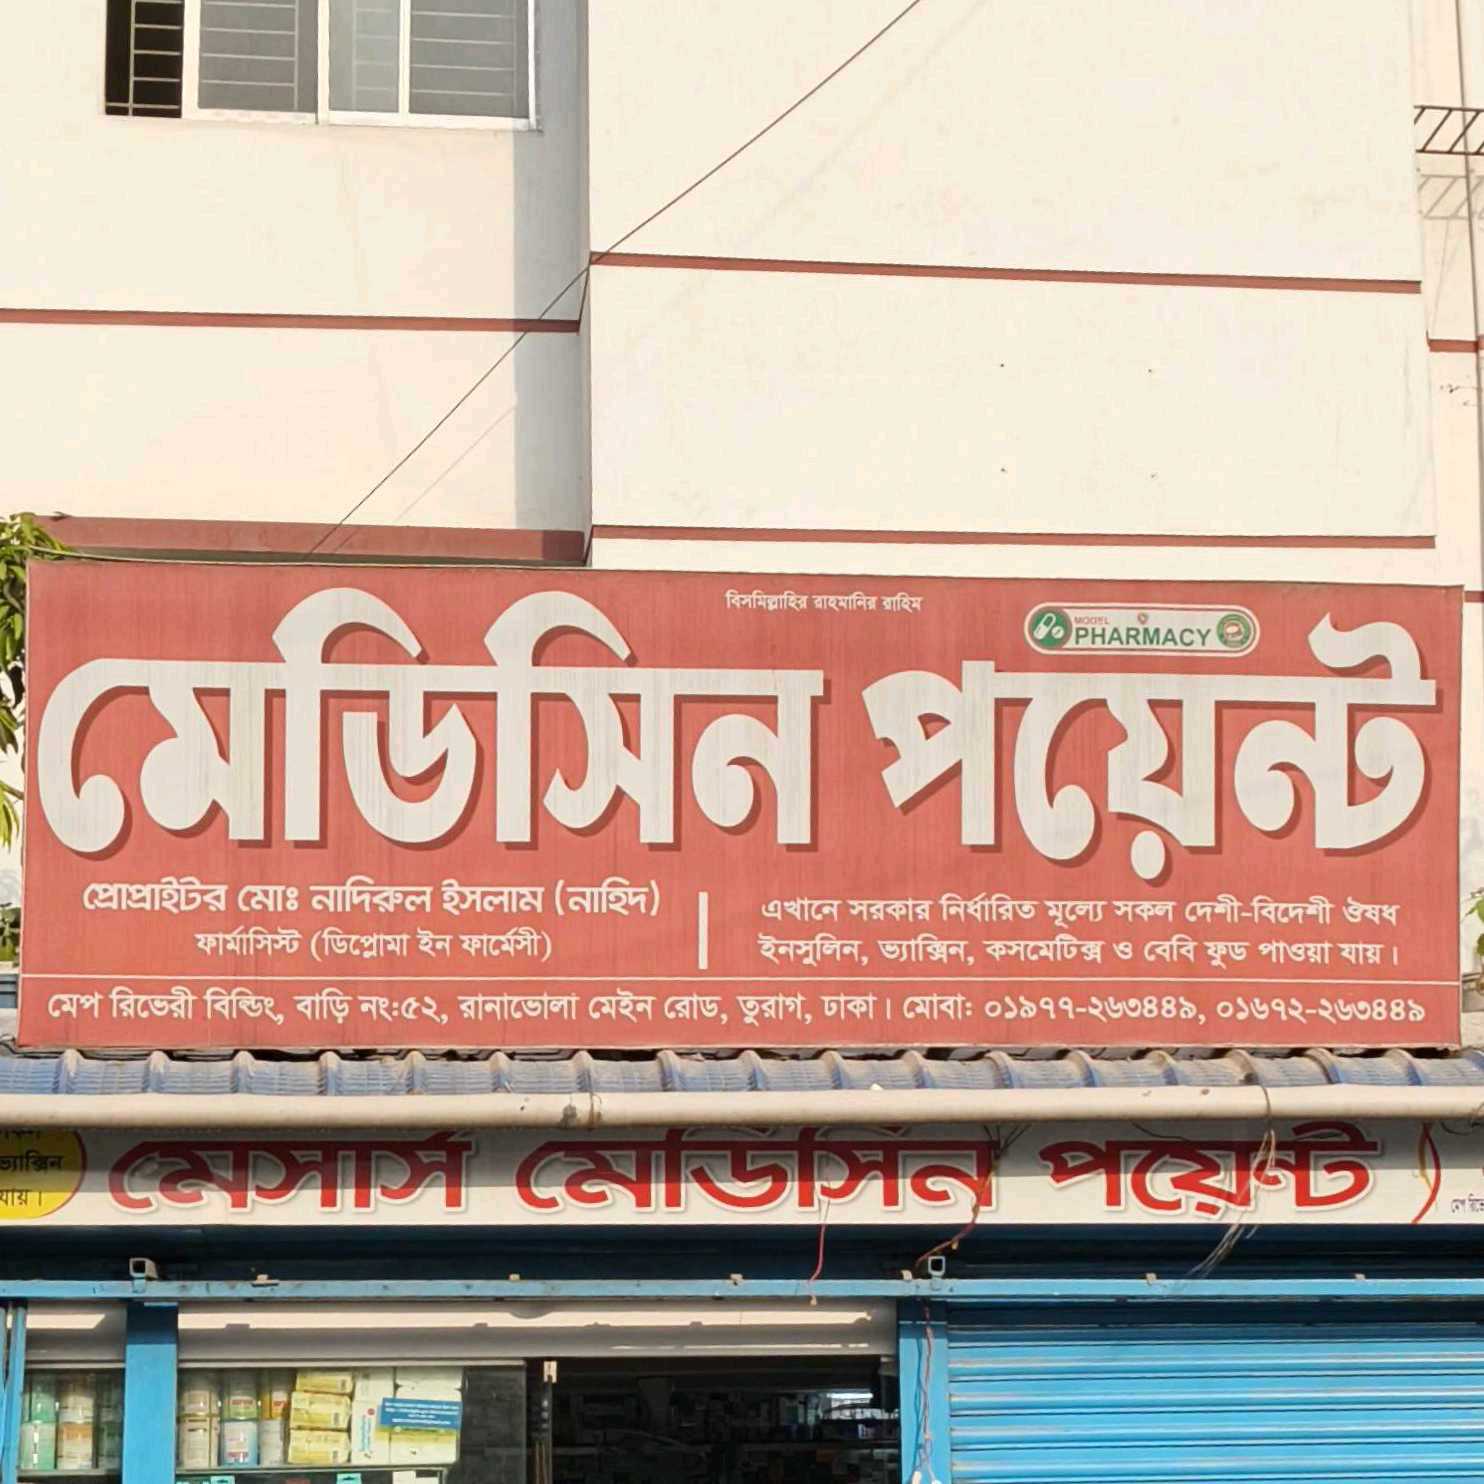 বিসমিল্লাহির রাহমানির রাহিম
MODEL
PHARMACY
মেডিসিন পয়েন্ট
প্রোপ্রাইটর মোঃ নাদিরুল ইসলাম (নাহিদ)
ফার্মাসিস্ট (ডিপ্লোমা ইন ফার্মেসী)
এখানে সরকার নির্ধারিত মূল্যে সকল দেশী-বিদেশী ঔষধ
ইনসুলিন, ভ্যাক্সিন, কসমেটিক্স ও বেবি ফুড পাওয়া যায়।
মেপ রিভেরী বিল্ডিং, বাড়ি নং:৫২, রানাভোলা মেইন রোড, তুরাগ, ঢাকা। মোবা: ০১৯৭৭-২৬৩৪৪৯, ০১৬৭২-২৬৩৪৪৯
ভ্যাক্সিন
যায়।
মেসার্স মেডিসিন পয়েন্ট